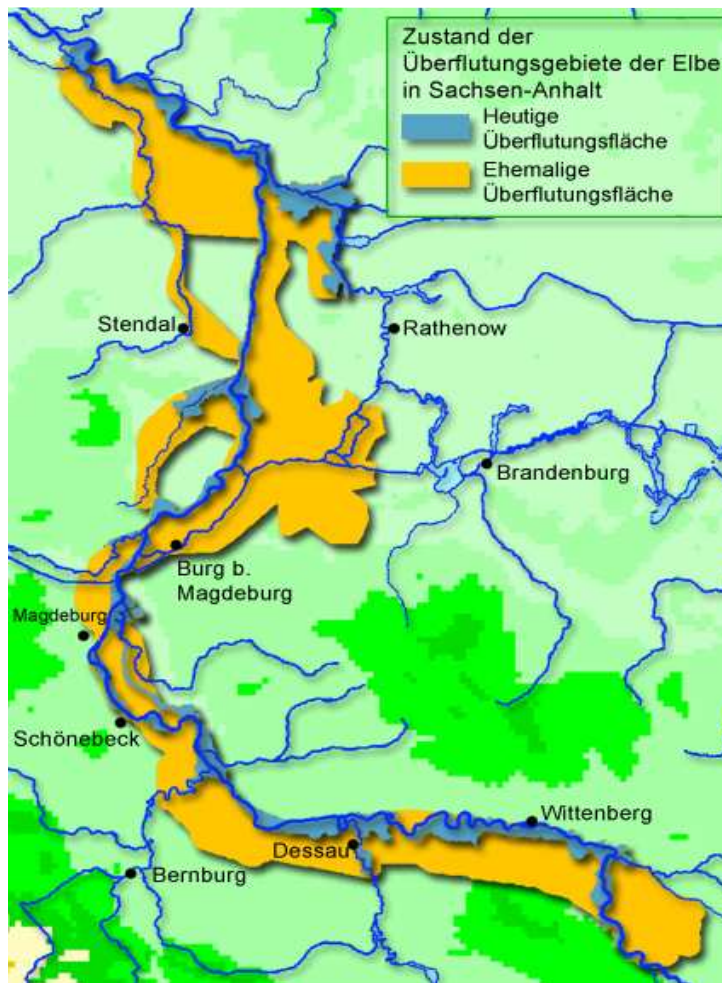 Zustand der
Überflutungsgebiete der Elbe
in Sachsen-Anhalt
Heutige
Überflutungsfläche
Ehemalige
Überflutungsfläche
Stendal
Rathenow
Brandenburg
Burg b.
Magdeburg
Magdeburg
Schönebeck
Wittenberg
Dessau
Bernburg